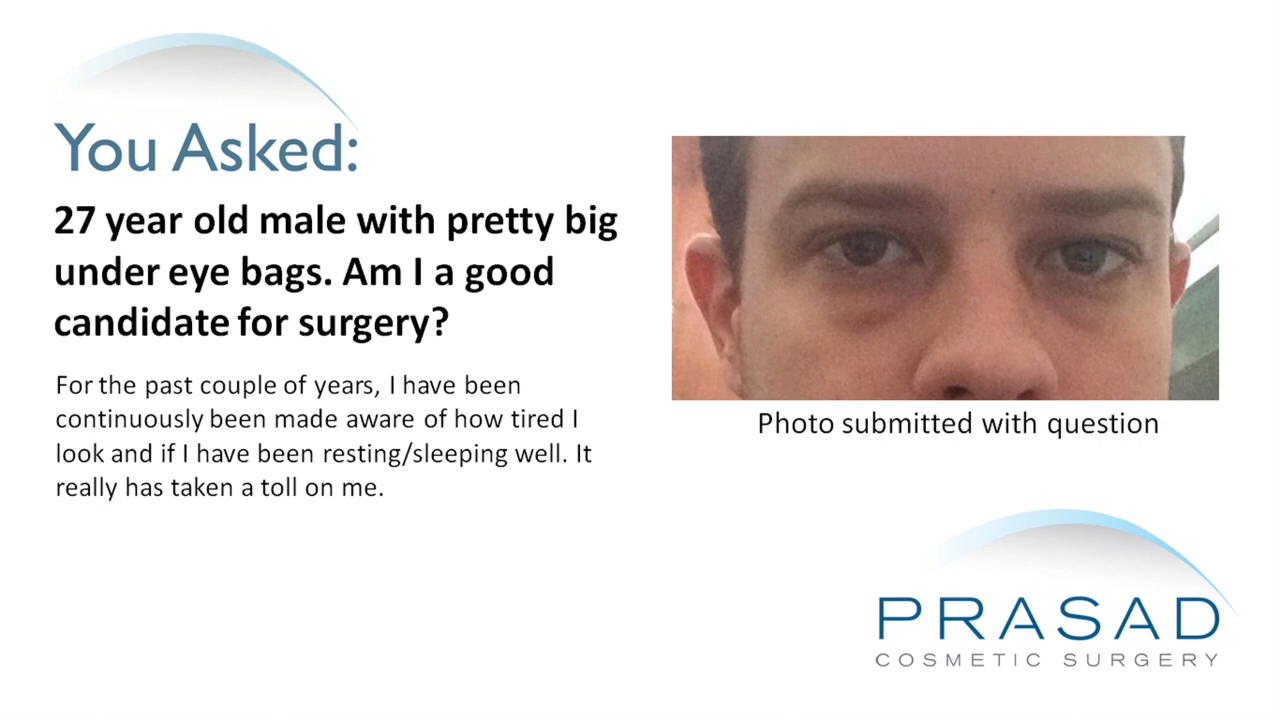 You Asked:
27 year old male with pretty big
under eye bags. Am I a good
candidate for surgery?
For the past couple of years, I have been
continuously been made aware of how tired I
look and if I have been resting/sleeping well. It
really has taken a toll on me.
Photo submitted with question
PRASAD
COSMETIC SURGERY